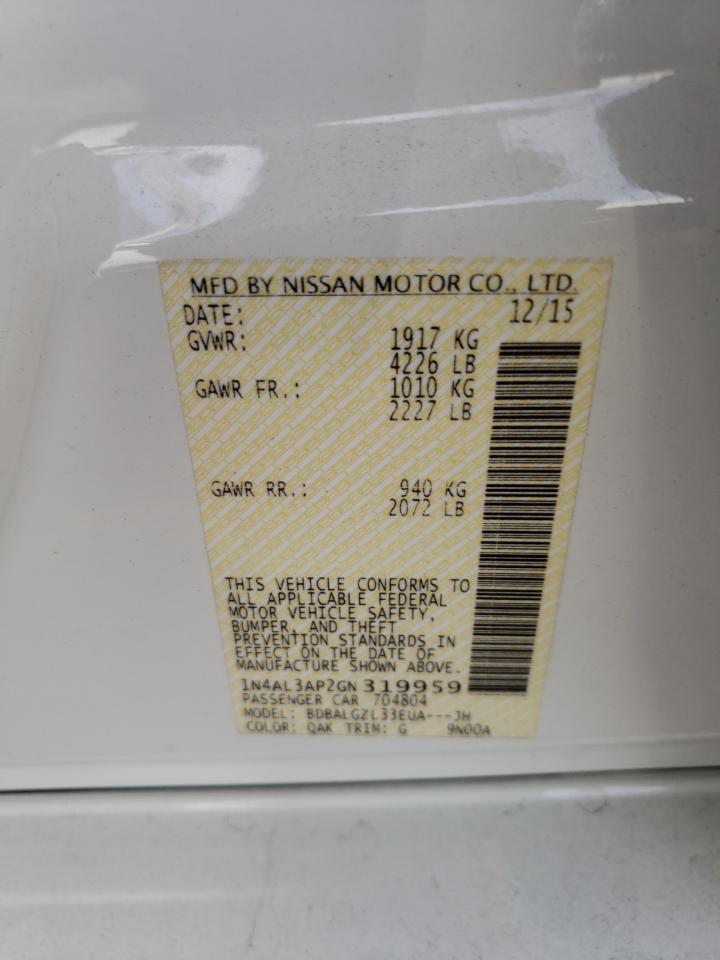 MFD BY NISSAN MOTOR CO., LTD.
DATE: 12/15
GVWR: 1917 KG
4226 LB
GAWR FR.: 1010 KG
2227 LB
GAWR RR.: 940 KG
2072 LB
THIS VEHICLE CONFORMS TO
ALL APPLICABLE FEDERAL
MOTOR VEHICLE SAFETY,
BUMPER, AND THEFT
PREVENTION STANDARDS IN
EFFECT ON THE DATE OF
MANUFACTURE SHOWN ABOVE.
1N4AL3AP2GN 319959
PASSENGER CAR 704804
MODEL: BDBALGZL33EUA---JH
COLOR: QAK TRIM: G 9N00A